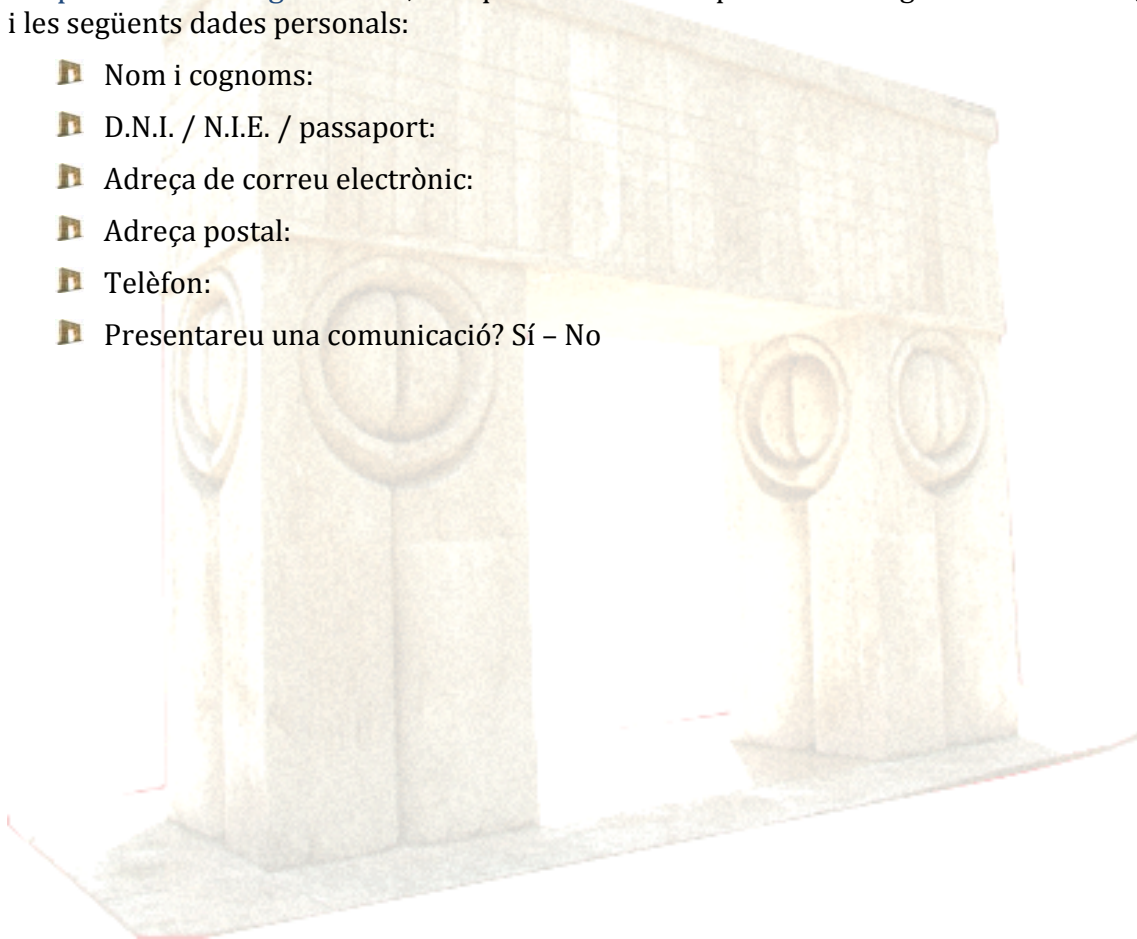 i les següents dades personals:
Nom i cognoms:
D.N.I. / N.I.E. / passaport:
Adreça de correu electrònic:
Adreça postal:
Telèfon:
Presentareu una comunicació? Sí – No